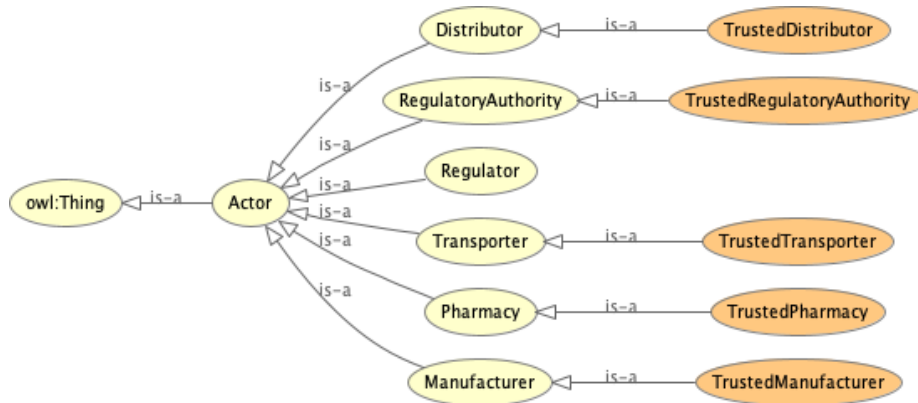 Distributor is-a TrustedDistributor
is-a
RegulatoryAuthority is-a TrustedRegulatoryAuthority
is-a
Regulator
is-a
owl:Thing is-a Actor
is-a
Transporter is-a TrustedTransporter
is-a
is-a
Pharmacy is-a TrustedPharmacy
Manufacturer is-a TrustedManufacturer